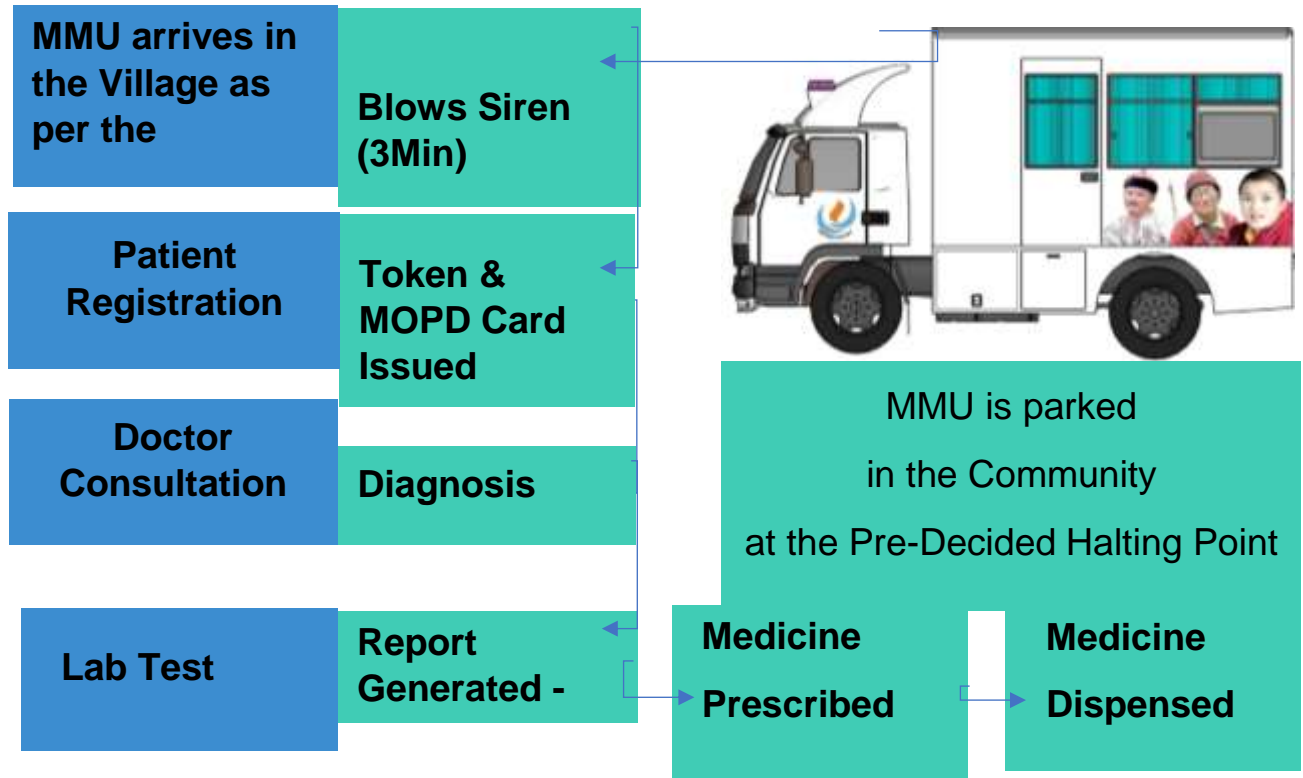 MMU arrives in
the Village as
per the
Blows Siren
(3Min)
Patient
Registration
Token &
MOPD Card
Issued
Doctor
Consultation
Diagnosis
Lab Test
Report
Generated -
MMU is parked
in the Community
at the Pre-Decided Halting Point
Medicine
Prescribed
Medicine
Dispensed